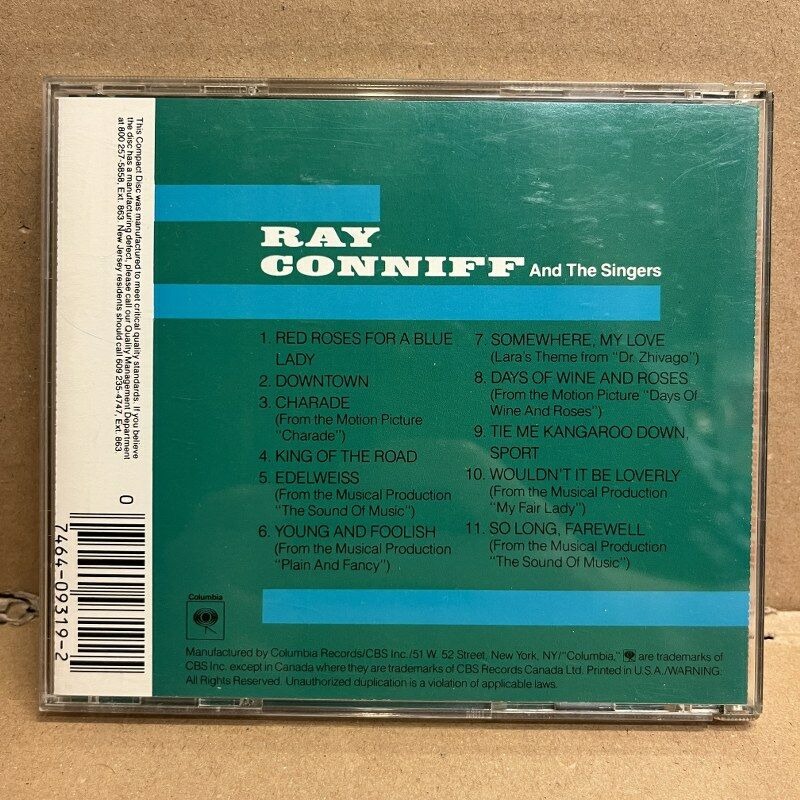 This Compact Disc was manufactured to meet critical quality standards. If you believe
the disc has a manufacturing defect, please call our Quality Management Department
at 800 257-5858, Ext. 863. New Jersey residents should call 609 235-4747, Ext. 863.
0
7464-09319-2
RAY
CONNIFF And The Singers
1. RED ROSES FOR A BLUE
LADY
2. DOWNTOWN
3. CHARADE
(From the Motion Picture
"Charade")
4. KING OF THE ROAD
5. EDELWEISS
(From the Musical Production
"The Sound Of Music")
6. YOUNG AND FOOLISH
(From the Musical Production
"Plain And Fancy")
7. SOMEWHERE, MY LOVE
(Lara's Theme from "Dr. Zhivago")
8. DAYS OF WINE AND ROSES
(From the Motion Picture "Days Of
Wine And Roses")
9. TIE ME KANGAROO DOWN,
SPORT
10. WOULDN'T IT BE LOVERLY
(From the Musical Production
"My Fair Lady")
11. SO LONG, FAREWELL
(From the Musical Production
"The Sound Of Music")
Columbia
Manufactured by Columbia Records/CBS Inc./51 W. 52 Street, New York, NY/"Columbia," are trademarks of
CBS Inc. except in Canada where they are trademarks of CBS Records Canada Ltd. Printed in U.S.A./WARNING:
All Rights Reserved. Unauthorized duplication is a violation of applicable laws.